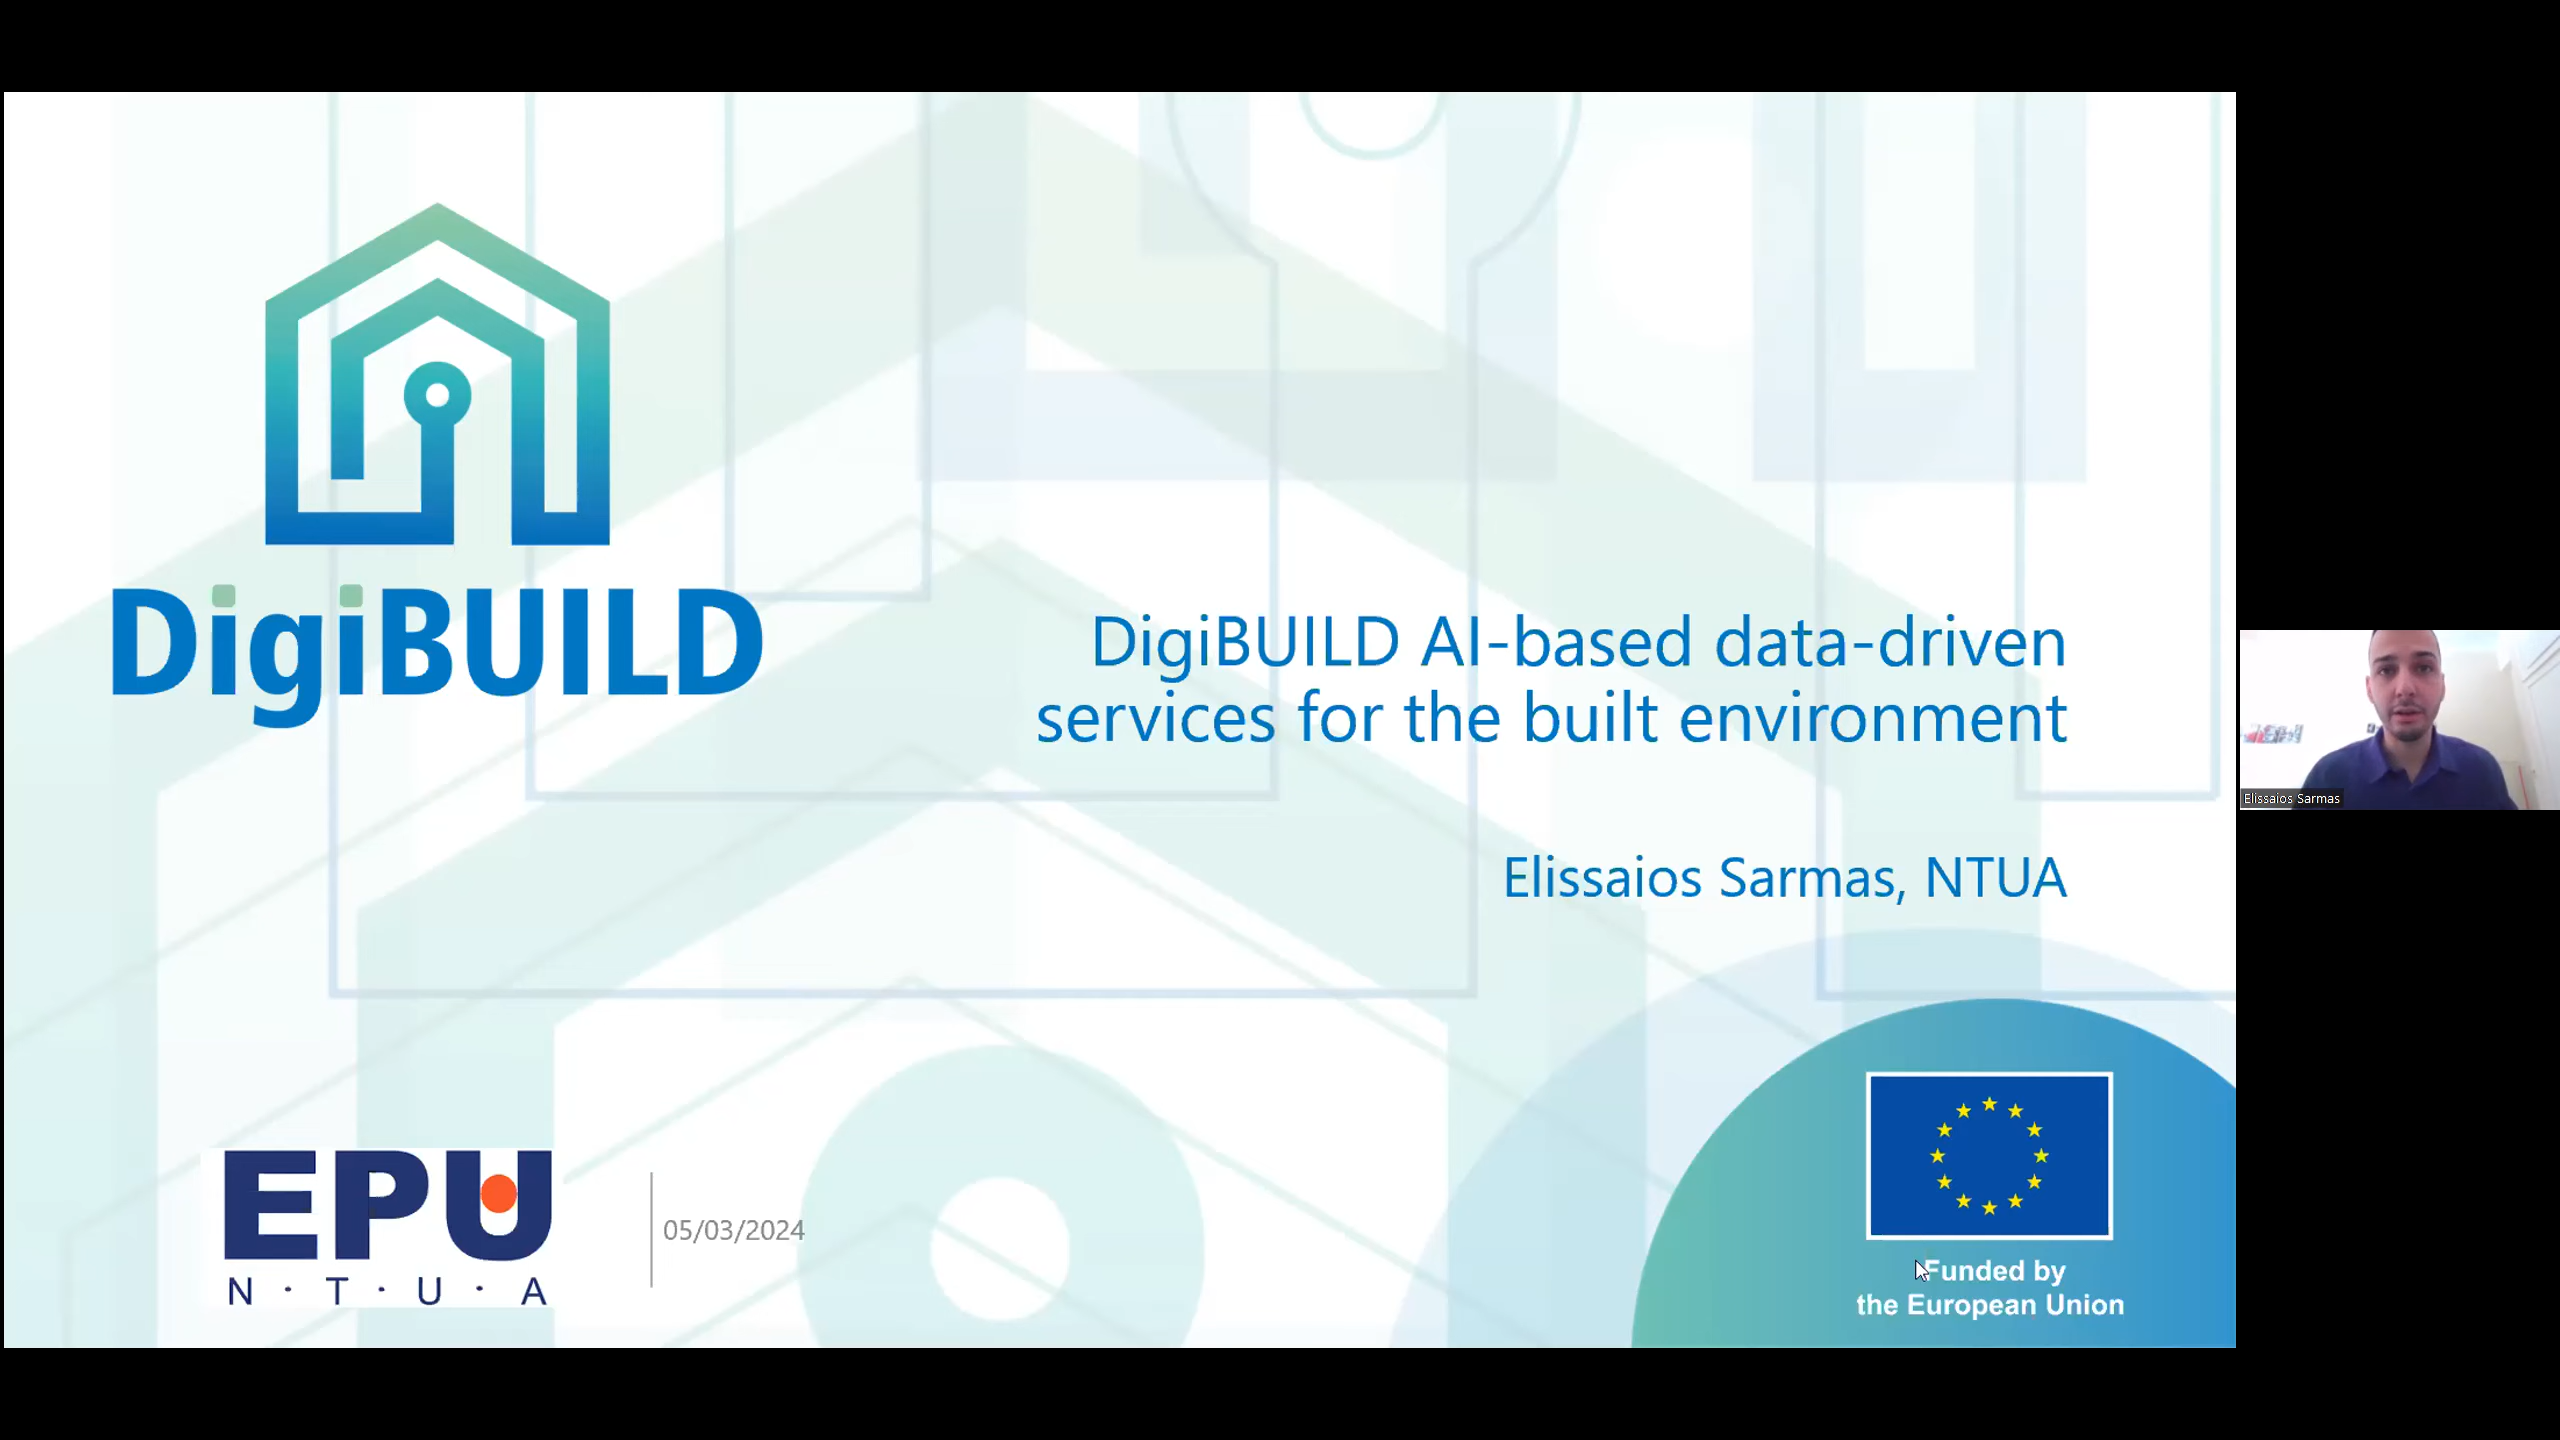 DigiBUILD
DigiBUILD AI-based data-driven
services for the built environment
Elissaios Sarmas, NTUA
Elissaios Sarmas
EPU
N · T · U · A
05/03/2024
Funded by
the European Union